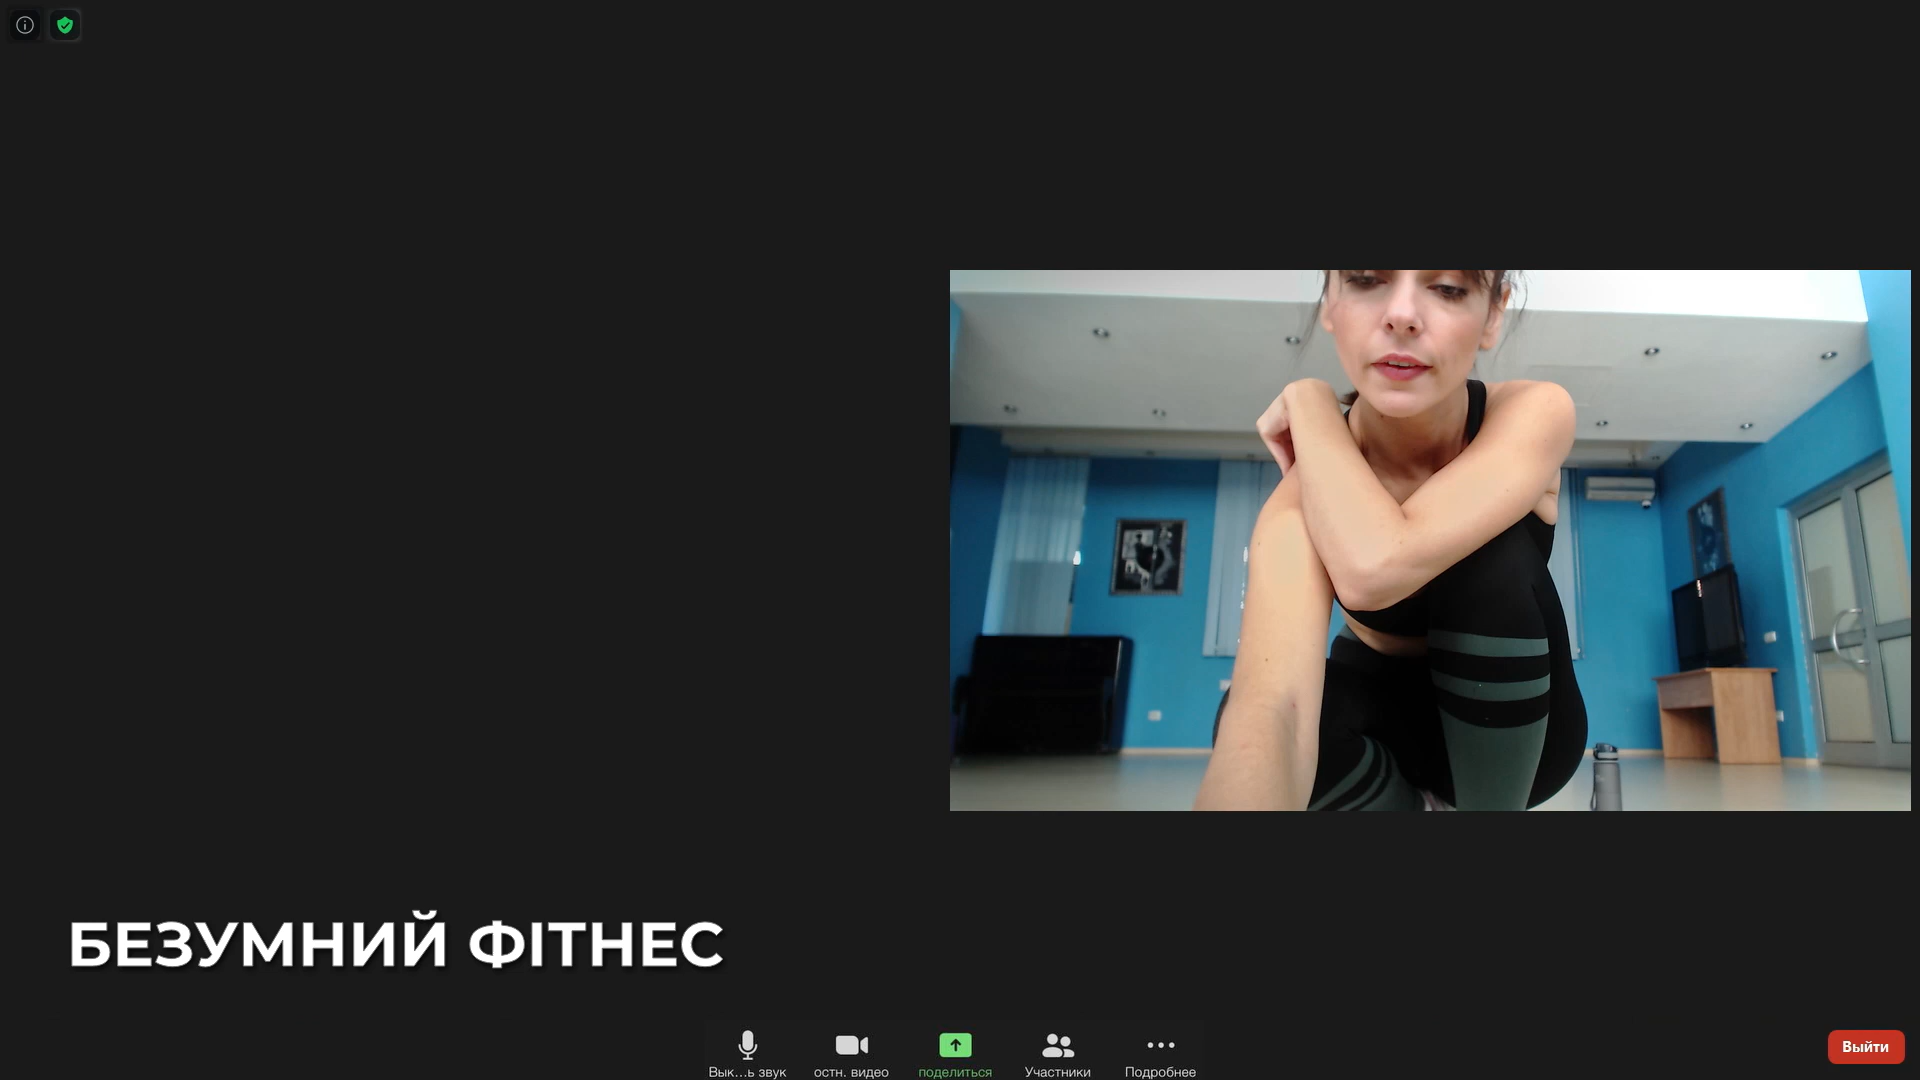 БЕЗУМНИЙ ФІТНЕС
Вык...ь звук
остн. видео
поделиться
Участники
Подробнее
Выйти